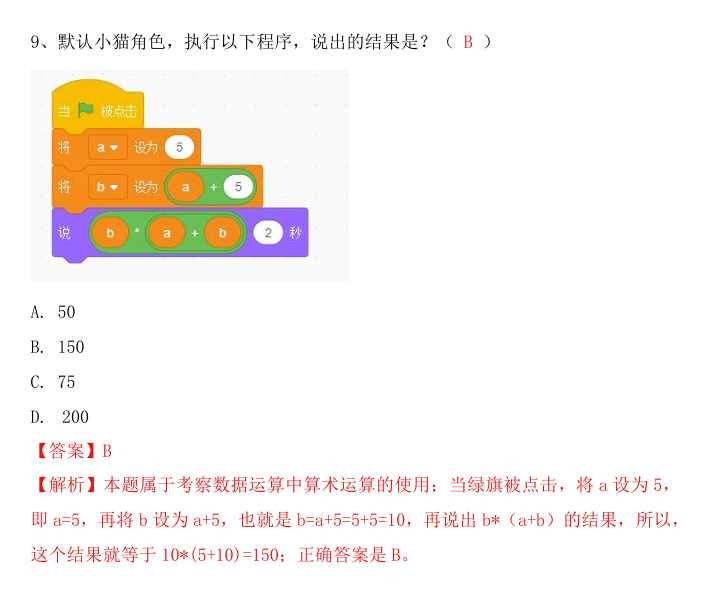 9、默认小猫角色，执行以下程序，说出的结果是？（ B ）
当 被点击
将 a 设为 5
将 b 设为 a + 5
说 b * a + b 2 秒
A. 50
B. 150
C. 75
D. 200
【答案】B
【解析】本题属于考察数据运算中算术运算的使用；当绿旗被点击，将 a 设为 5，
即 a=5，再将 b 设为 a+5，也就是 b=a+5=5+5=10，再说出 b*（a+b）的结果，所以，
这个结果就等于 10*(5+10)=150；正确答案是 B。